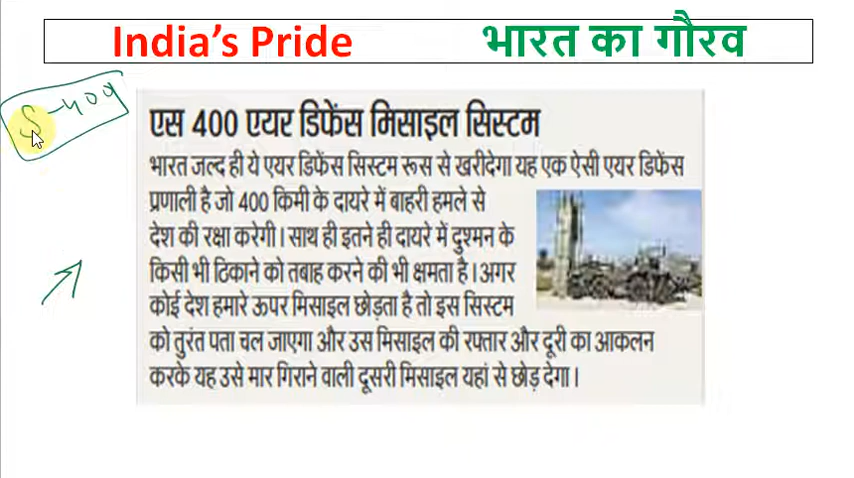 India's Pride भारत का गौरव
S-400
एस 400 एयर डिफेंस मिसाइल सिस्टम
भारत जल्द ही ये एयर डिफेंस सिस्टम रूस से खरीदेगा यह एक ऐसी एयर डिफेंस
प्रणाली है जो 400 किमी के दायरे में बाहरी हमले से
देश की रक्षा करेगी। साथ ही इतने ही दायरे में दुश्मन के
किसी भी ठिकाने को तबाह करने की भी क्षमता है। अगर
कोई देश हमारे ऊपर मिसाइल छोड़ता है तो इस सिस्टम
को तुरंत पता चल जाएगा और उस मिसाइल की रफ्तार और दूरी का आकलन
करके यह उसे मार गिराने वाली दूसरी मिसाइल यहां से छोड़ देगा।